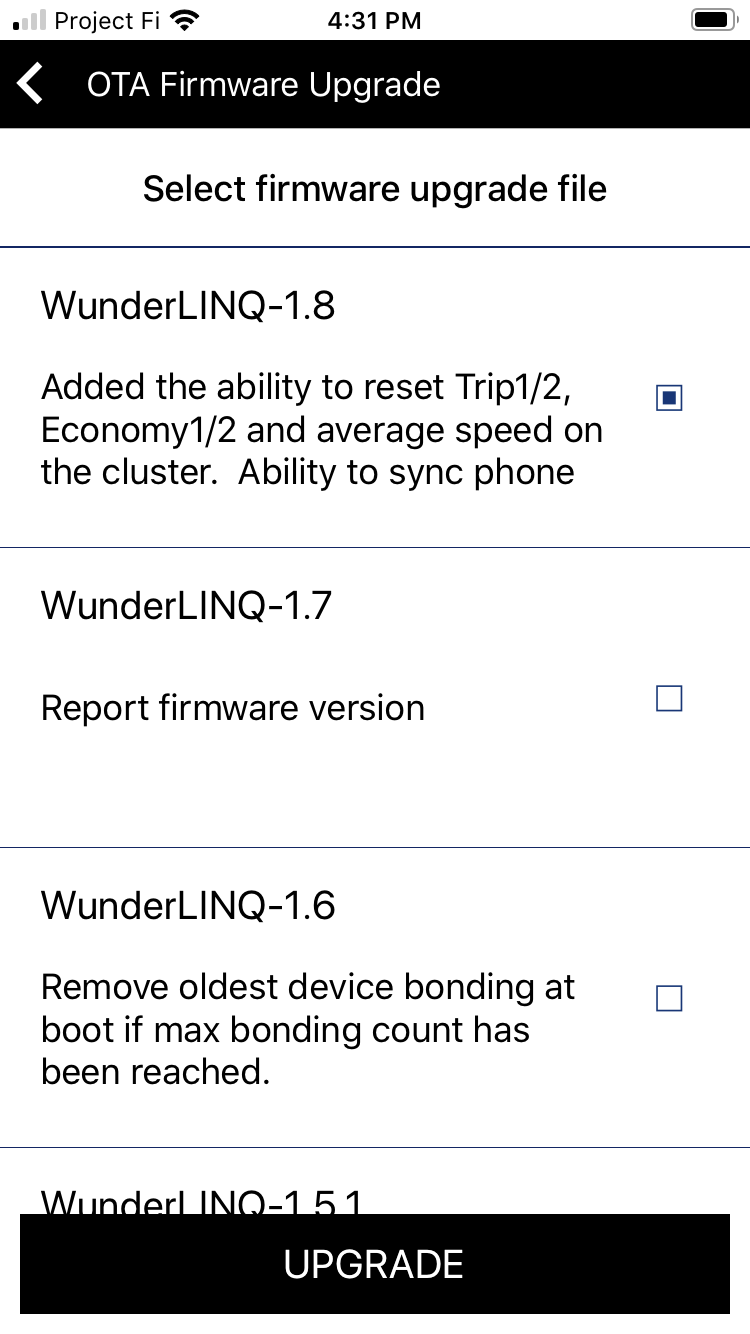 Project Fi 4:31 PM
OTA Firmware Upgrade
Select firmware upgrade file
WunderLINQ-1.8
Added the ability to reset Trip1/2,
Economy1/2 and average speed on
the cluster.  Ability to sync phone
WunderLINQ-1.7
Report firmware version
WunderLINQ-1.6
Remove oldest device bonding at
boot if max bonding count has
been reached.
WunderLINQ-1.5.1
UPGRADE